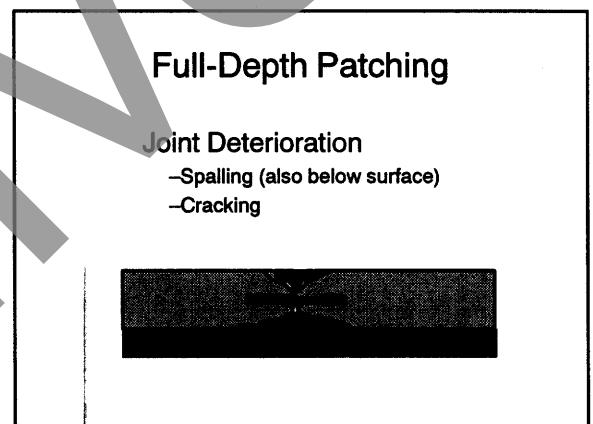 Full-Depth Patching
Joint Deterioration
–Spalling (also below surface)
–Cracking